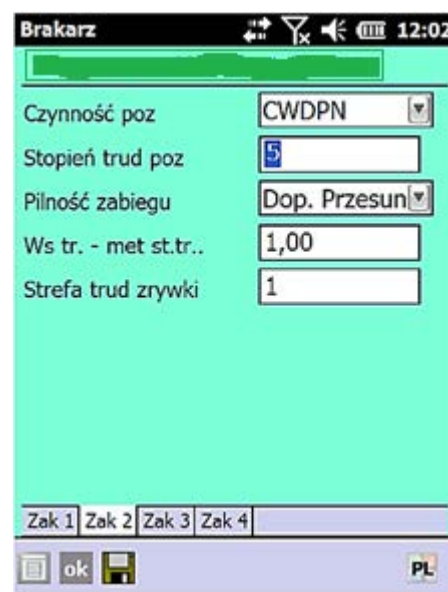 Brakarz 12:02
Czynność poz CWDPN
Stopień trud poz 5
Pilność zabiegu Dop. Przesun
Ws tr. - met st.tr.. 1,00
Strefa trud zrywki 1
Zak 1 Zak 2 Zak 3 Zak 4
ok PL